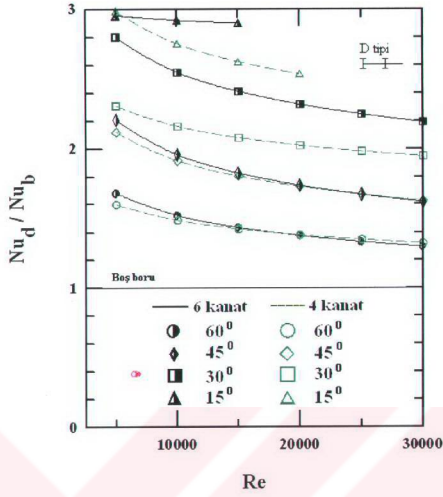 3
D tipi
2
Nu_d / Nu_b
Boş boru
1
6 kanat 4 kanat
60⁰ 60⁰
45⁰ 45⁰
30⁰ 30⁰
15⁰ 15⁰
0
10000 20000 30000
Re